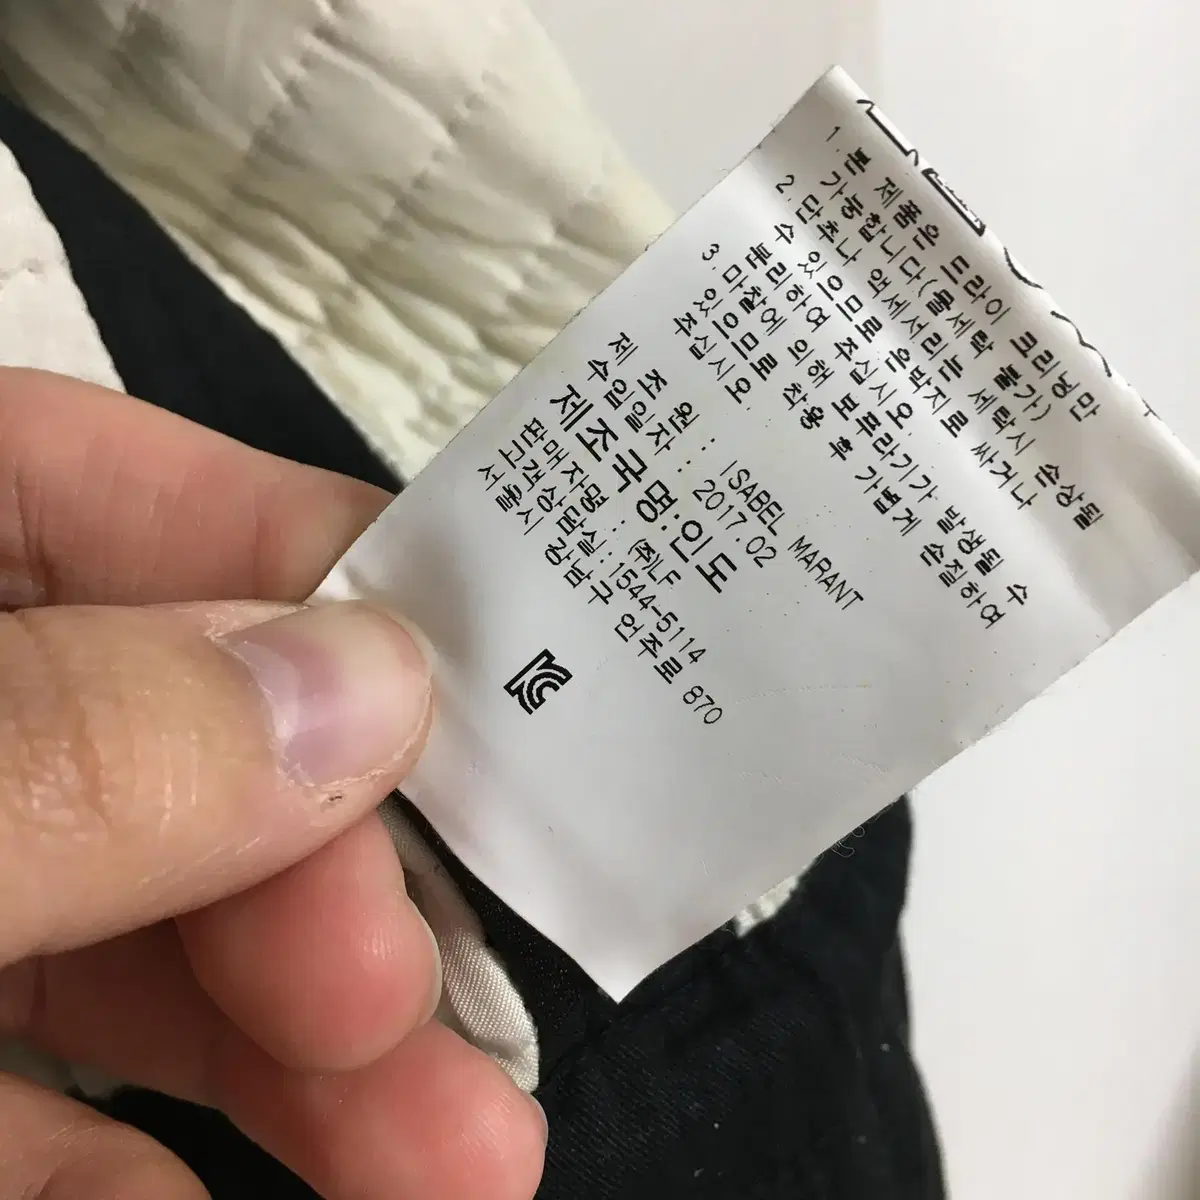 1. 본 제품은 드라이 크리닝만
가능합니다(물세탁 불가)
2. 단추나 액세서리는 세탁시 손상될
수 있으므로 은박지로 싸거나
분리하여 주십시오.
3. 마찰에 의해 보푸라기가 발생될 수
있으므로 착용 후 가볍게 손질하여
주십시오.
제 조 원 : ISABEL MARANT
수입일자 : 2017.02
제조국명:인도
판매자명 : (주)LF
고객상담실:1544-5114
서울시 강남구 언주로 870